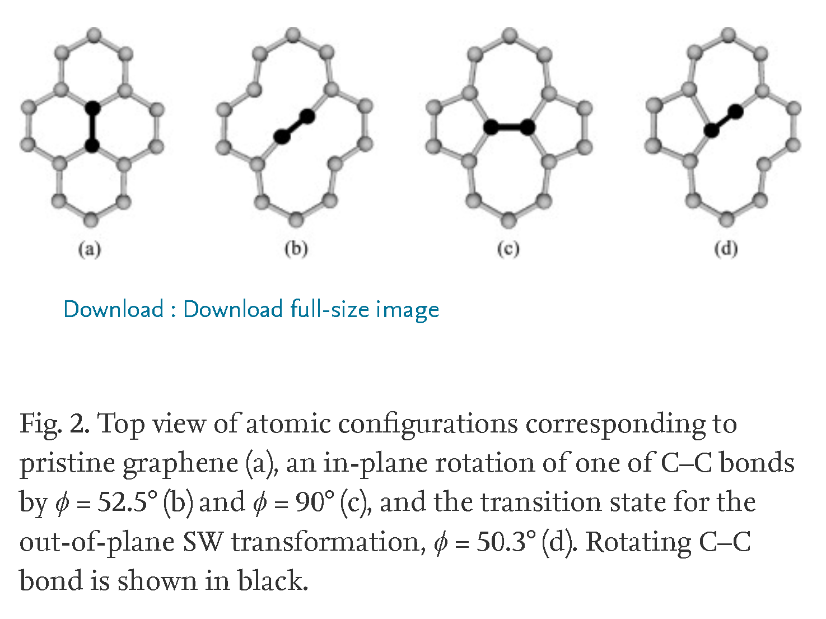 (a) (b) (c) (d)
Download : Download full-size image
Fig. 2. Top view of atomic configurations corresponding to
pristine graphene (a), an in-plane rotation of one of C–C bonds
by ϕ = 52.5° (b) and ϕ = 90° (c), and the transition state for the
out-of-plane SW transformation, ϕ = 50.3° (d). Rotating C–C
bond is shown in black.